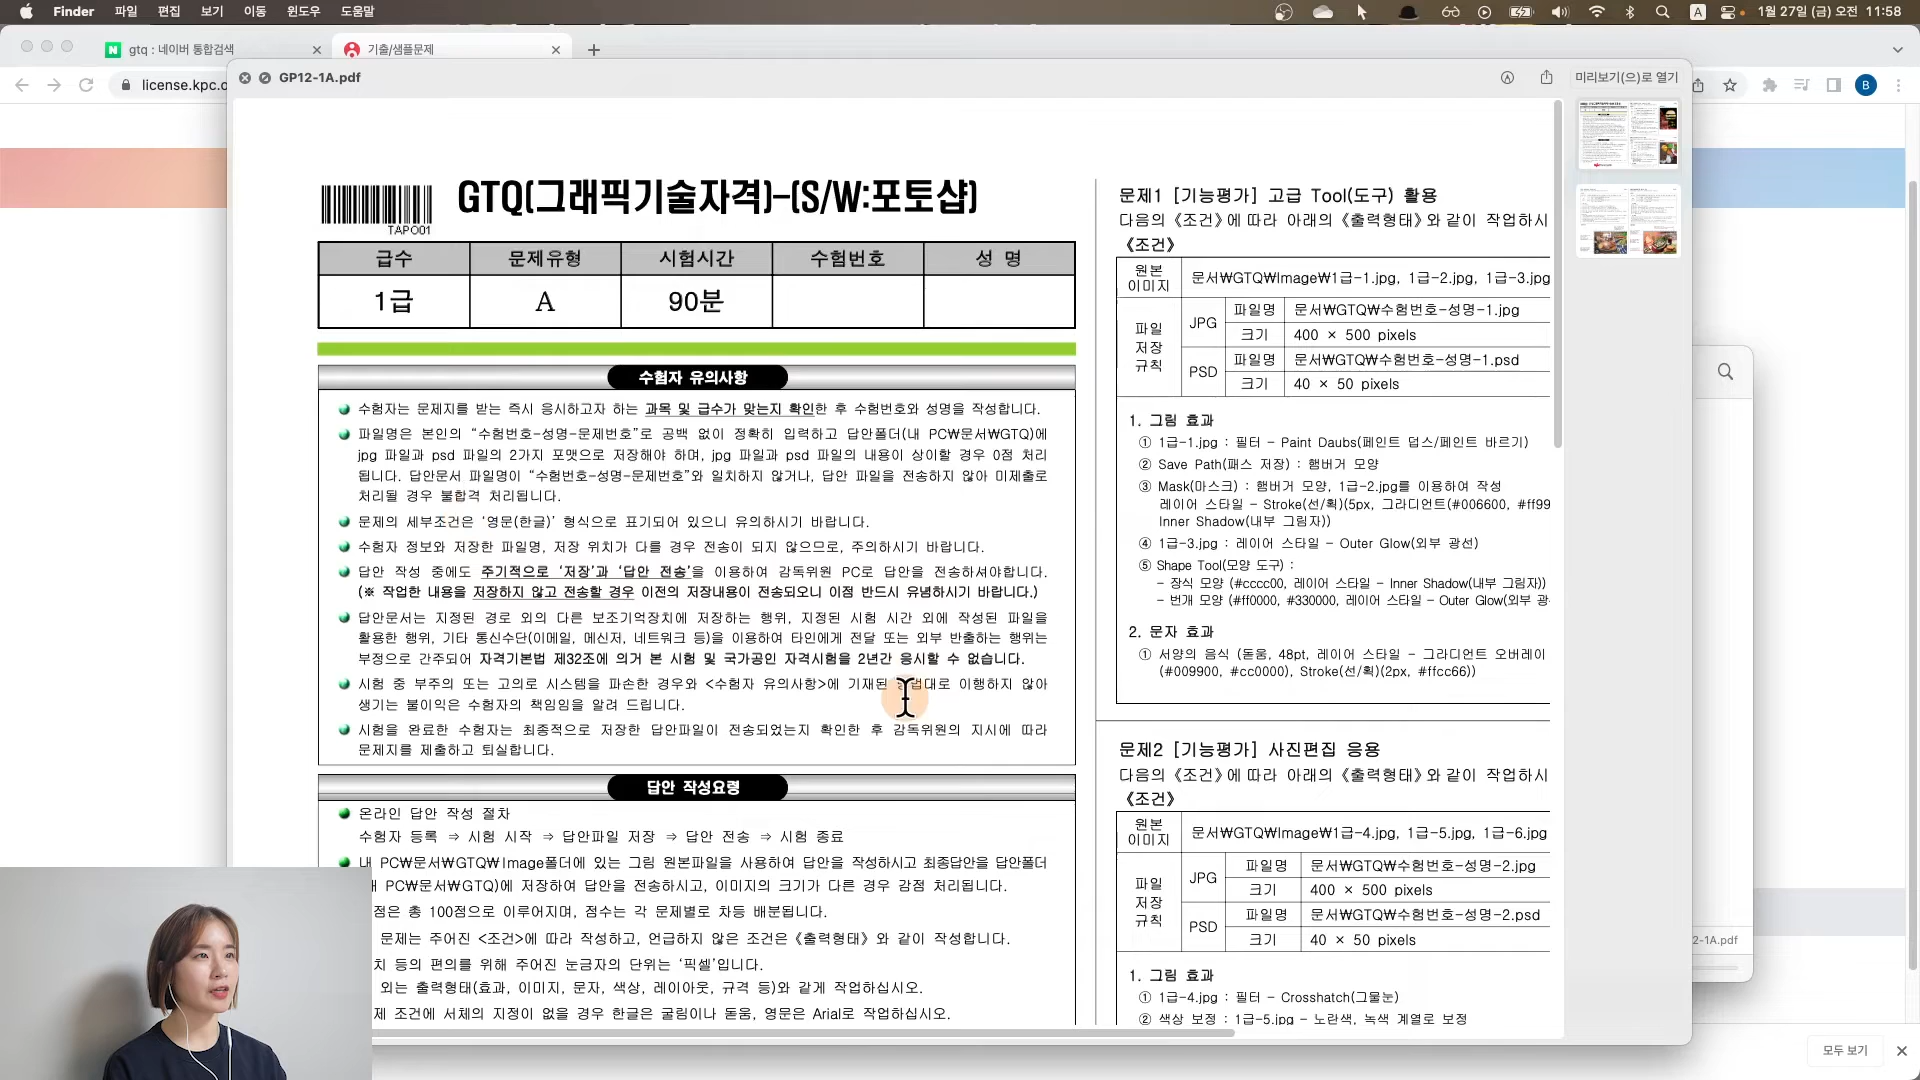 Finder 파일 편집 보기 이동 윈도우 도움말
A 1월 27일 (금) 오전 11:58
N gtq : 네이버 통합검색
기출/샘플문제
license.kpc.o
B
GP12-1A.pdf
미리보기(으)로 열기
TAPO01
GTQ(그래픽기술자격)-(S/W:포토샵)
급수 문제유형 시험시간 수험번호 성 명
1급 A 90분
수험자 유의사항
수험자는 문제지를 받는 즉시 응시하고자 하는 과목 및 급수가 맞는지 확인한 후 수험번호와 성명을 작성합니다.
파일명은 본인의 “수험번호-성명-문제번호”로 공백 없이 정확히 입력하고 답안폴더(내 PC₩문서₩GTQ)에
jpg 파일과 psd 파일의 2가지 포맷으로 저장해야 하며, jpg 파일과 psd 파일의 내용이 상이할 경우 0점 처리
됩니다. 답안문서 파일명이 “수험번호-성명-문제번호”와 일치하지 않거나, 답안 파일을 전송하지 않아 미제출로
처리될 경우 불합격 처리됩니다.
문제의 세부조건은 ‘영문(한글)’ 형식으로 표기되어 있으니 유의하시기 바랍니다.
수험자 정보와 저장한 파일명, 저장 위치가 다를 경우 전송이 되지 않으므로, 주의하시기 바랍니다.
답안 작성 중에도 주기적으로 ‘저장’과 ‘답안 전송’을 이용하여 감독위원 PC로 답안을 전송하셔야합니다.
(※ 작업한 내용을 저장하지 않고 전송할 경우 이전의 저장내용이 전송되오니 이점 반드시 유념하시기 바랍니다.)
답안문서는 지정된 경로 외의 다른 보조기억장치에 저장하는 행위, 지정된 시험 시간 외에 작성된 파일을
활용한 행위, 기타 통신수단(이메일, 메신저, 네트워크 등)을 이용하여 타인에게 전달 또는 외부 반출하는 행위는
부정으로 간주되어 자격기본법 제32조에 의거 본 시험 및 국가공인 자격시험을 2년간 응시할 수 없습니다.
시험 중 부주의 또는 고의로 시스템을 파손한 경우와 <수험자 유의사항>에 기재된 대로 이행하지 않아
생기는 불이익은 수험자의 책임임을 알려 드립니다.
시험을 완료한 수험자는 최종적으로 저장한 답안파일이 전송되었는지 확인한 후 감독위원의 지시에 따라
문제지를 제출하고 퇴실합니다.
답안 작성요령
온라인 답안 작성 절차
수험자 등록 ⇒ 시험 시작 ⇒ 답안파일 저장 ⇒ 답안 전송 ⇒ 시험 종료
내 PC₩문서₩GTQ₩Image폴더에 있는 그림 원본파일을 사용하여 답안을 작성하시고 최종답안을 답안폴더
PC₩문서₩GTQ)에 저장하여 답안을 전송하시고, 이미지의 크기가 다른 경우 감점 처리됩니다.
점은 총 100점으로 이루어지며, 점수는 각 문제별로 차등 배분됩니다.
문제는 주어진 <조건>에 따라 작성하고, 언급하지 않은 조건은《출력형태》와 같이 작성합니다.
치 등의 편의를 위해 주어진 눈금자의 단위는 ‘픽셀’입니다.
외는 출력형태(효과, 이미지, 문자, 색상, 레이아웃, 규격 등)와 같게 작업하십시오.
제 조건에 서체의 지정이 없을 경우 한글은 굴림이나 돋움, 영문은 Arial로 작업하십시오.
문제1 [기능평가] 고급 Tool(도구) 활용
다음의《조건》에 따라 아래의《출력형태》와 같이 작업하시
《조건》
원본 이미지 문서₩GTQ₩Image₩1급-1.jpg, 1급-2.jpg, 1급-3.jpg
파일 저장 규칙 JPG 파일명 문서₩GTQ₩수험번호-성명-1.jpg
크기 400 × 500 pixels
PSD 파일명 문서₩GTQ₩수험번호-성명-1.psd
크기 40 × 50 pixels
1. 그림 효과
① 1급-1.jpg : 필터 - Paint Daubs(페인트 덥스/페인트 바르기)
② Save Path(패스 저장) : 햄버거 모양
③ Mask(마스크) : 햄버거 모양, 1급-2.jpg를 이용하여 작성
레이어 스타일 - Stroke(선/획)(5px, 그라디언트(#006600, #ff99
Inner Shadow(내부 그림자))
④ 1급-3.jpg : 레이어 스타일 - Outer Glow(외부 광선)
⑤ Shape Tool(모양 도구) :
- 장식 모양 (#cccc00, 레이어 스타일 - Inner Shadow(내부 그림자))
- 번개 모양 (#ff0000, #330000, 레이어 스타일 - Outer Glow(외부 광
2. 문자 효과
① 서양의 음식 (돋움, 48pt, 레이어 스타일 - 그라디언트 오버레이
(#009900, #cc0000), Stroke(선/획)(2px, #ffcc66))
문제2 [기능평가] 사진편집 응용
다음의《조건》에 따라 아래의《출력형태》와 같이 작업하시
《조건》
원본 이미지 문서₩GTQ₩Image₩1급-4.jpg, 1급-5.jpg, 1급-6.jpg
파일 저장 규칙 JPG 파일명 문서₩GTQ₩수험번호-성명-2.jpg
크기 400 × 500 pixels
PSD 파일명 문서₩GTQ₩수험번호-성명-2.psd
크기 40 × 50 pixels
1. 그림 효과
① 1급-4.jpg : 필터 - Crosshatch(그물눈)
② 색상 보정 : 1급-5.jpg - 노란색, 녹색 계열로 보정
2-1A.pdf
모두 보기